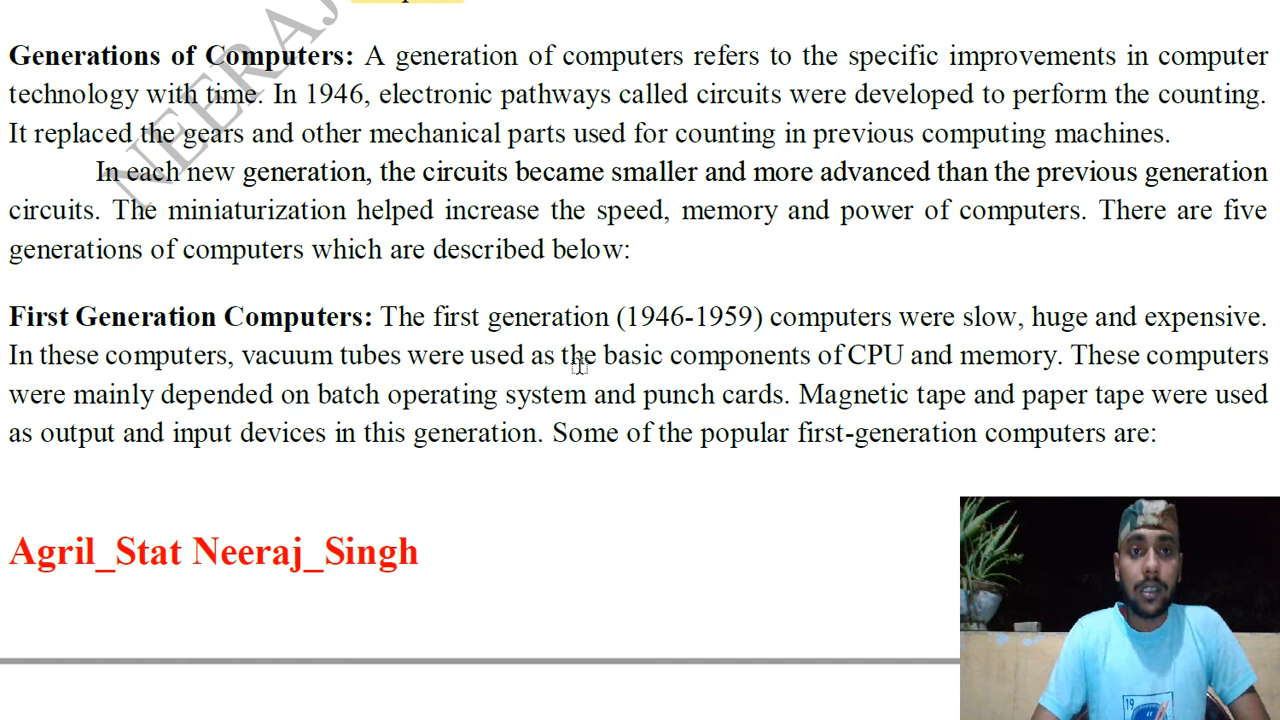 Generations of Computers: A generation of computers refers to the specific improvements in computer
technology with time. In 1946, electronic pathways called circuits were developed to perform the counting.
It replaced the gears and other mechanical parts used for counting in previous computing machines.
In each new generation, the circuits became smaller and more advanced than the previous generation
circuits. The miniaturization helped increase the speed, memory and power of computers. There are five
generations of computers which are described below:
First Generation Computers: The first generation (1946-1959) computers were slow, huge and expensive.
In these computers, vacuum tubes were used as the basic components of CPU and memory. These computers
were mainly depended on batch operating system and punch cards. Magnetic tape and paper tape were used
as output and input devices in this generation. Some of the popular first-generation computers are:
Agril_Stat Neeraj_Singh
NEERAJ
19